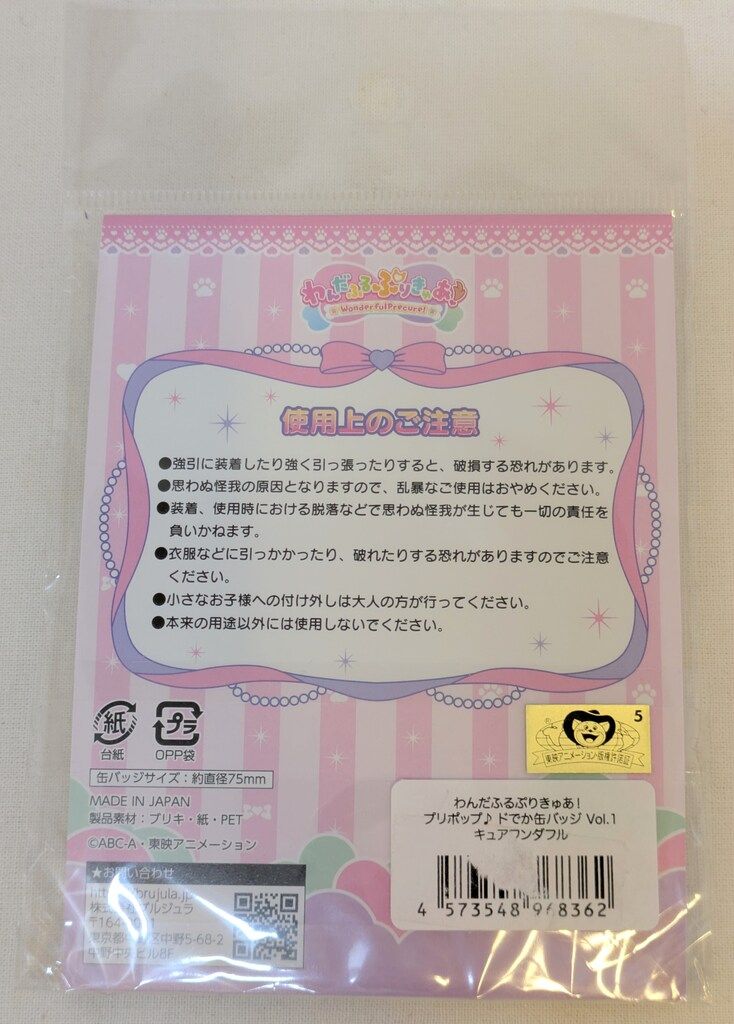 わんだふるぷりきゅあ!
WonderfulPrecure!
使用上のご注意
●強引に装着したり強く引っ張ったりすると、破損する恐れがあります。
●思わぬ怪我の原因となりますので、乱暴なご使用はおやめください。
●装着、使用時における脱落などで思わぬ怪我が生じても一切の責任を
負いかねます。
●衣服などに引っかかったり、破れたりする恐れがありますのでご注意
ください。
●小さなお子様への付け外しは大人の方が行ってください。
●本来の用途以外には使用しないでください。
紙
台紙
プラ
OPP袋
5
東映アニメーション・版権許諾証
缶バッジサイズ:約直径75mm
MADE IN JAPAN
製品素材:ブリキ・紙・PET
©ABC-A・東映アニメーション
わんだふるぷりきゅあ!
プリポップ♪ドでか缶バッジ Vol.1
キュアワンダフル
4 573548 968362
★お問い合わせ
brujula.jp
〒164-
区中野5-68-2